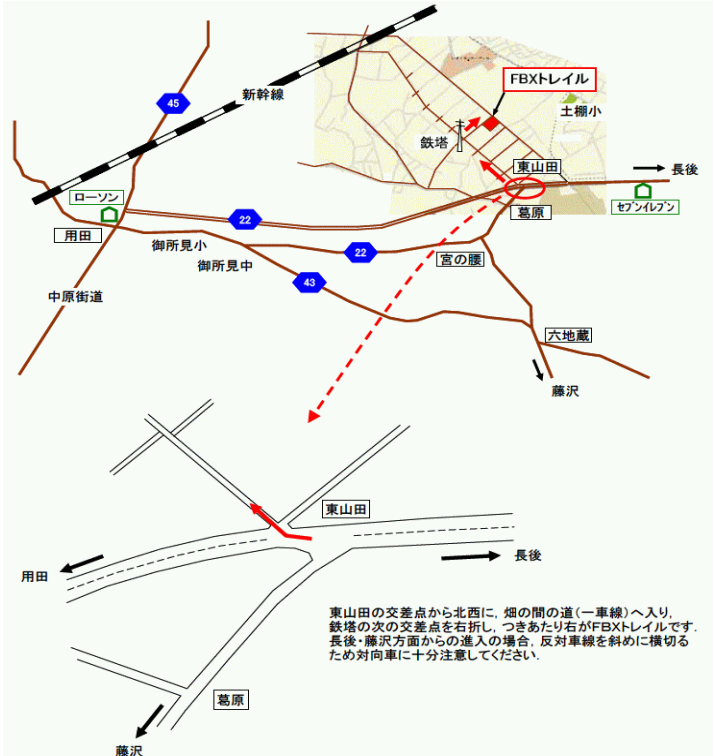 新幹線
45
FBXトレイル
土棚小
鉄塔
東山田
長後
ローソン
セブンイレブン
22
葛原
用田
御所見小
22
宮の腰
御所見中
43
中原街道
六地蔵
藤沢
東山田
長後
用田
東山田の交差点から北西に，畑の間の道（一車線）へ入り，
鉄塔の次の交差点を右折し，つきあたり右がFBXトレイルです．
長後・藤沢方面からの進入の場合，反対車線を斜めに横切る
ため対向車に十分注意してください．
葛原
藤沢